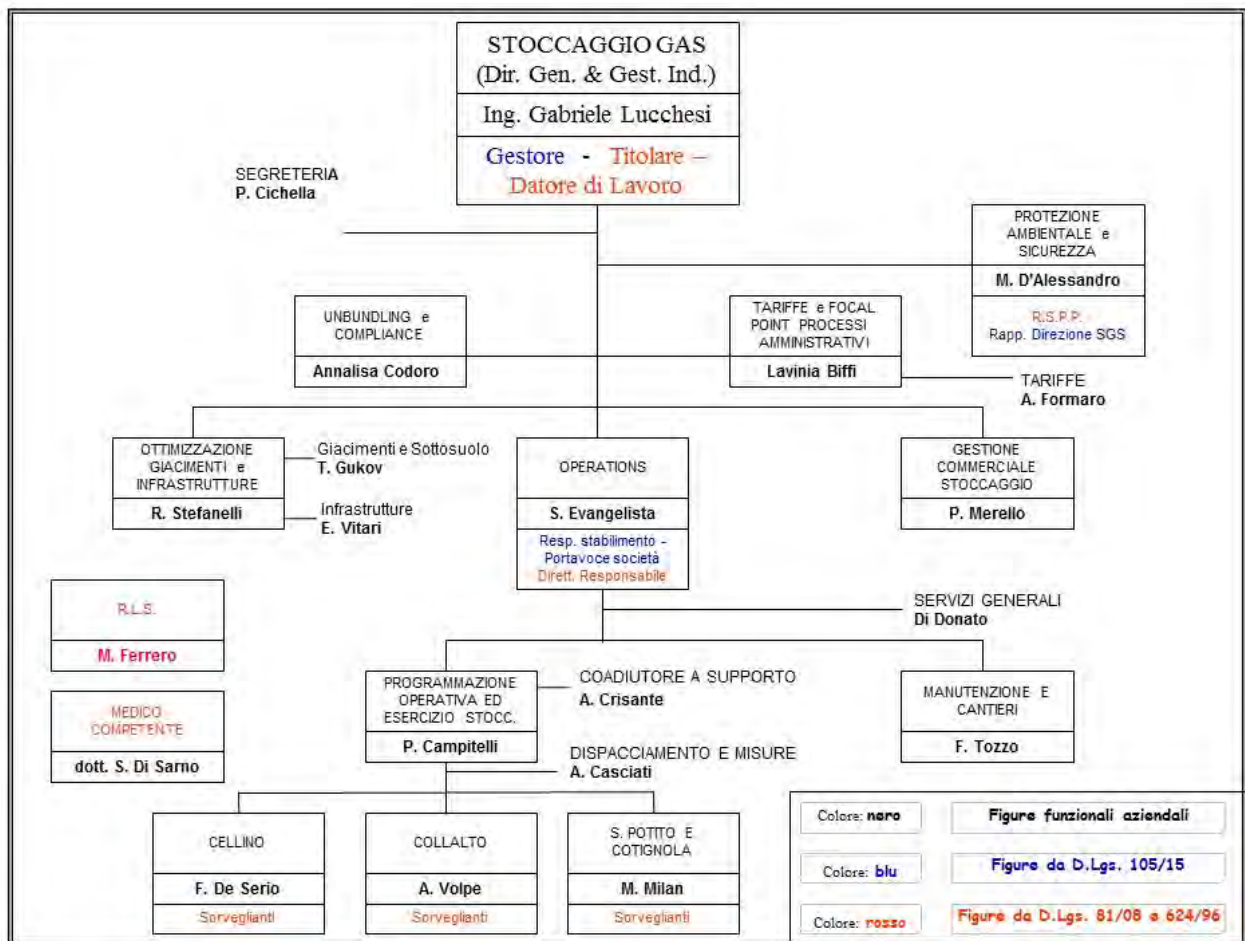 STOCCAGGIO GAS
(Dir. Gen. & Gest. Ind.)
Ing. Gabriele Lucchesi
Gestore - Titolare –
Datore di Lavoro
SEGRETERIA
P. Cichella
PROTEZIONE
AMBIENTALE e
SICUREZZA
M. D'Alessandro
R.S.P.P.
Rapp. Direzione SGS
UNBUNDLING e
COMPLIANCE
Annalisa Codoro
TARIFFE e FOCAL
POINT PROCESSI
AMMINISTRATIVI
Lavinia Biffi
TARIFFE
A. Formaro
OTTIMIZZAZIONE
GIACIMENTI e
INFRASTRUTTURE
R. Stefanelli
Giacimenti e Sottosuolo
T. Gukov
Infrastrutture
E. Vitari
OPERATIONS
S. Evangelista
Resp. stabilimento -
Portavoce società
Dirett. Responsabile
GESTIONE
COMMERCIALE
STOCCAGGIO
P. Merello
R.L.S.
M. Ferrero
MEDICO
COMPETENTE
dott. S. Di Sarno
SERVIZI GENERALI
Di Donato
PROGRAMMAZIONE
OPERATIVA ED
ESERCIZIO STOCC.
P. Campitelli
COADIUTORE A SUPPORTO
A. Crisante
DISPACCIAMENTO E MISURE
A. Casciati
MANUTENZIONE E
CANTIERI
F. Tozzo
CELLINO
F. De Serio
Sorveglianti
COLLALTO
A. Volpe
Sorveglianti
S. POTITO E
COTIGNOLA
M. Milan
Sorveglianti
Colore: nero
Figure funzionali aziendali
Colore: blu
Figure da D.Lgs. 105/15
Colore: rosso
Figure da D.Lgs. 81/08 e 624/96